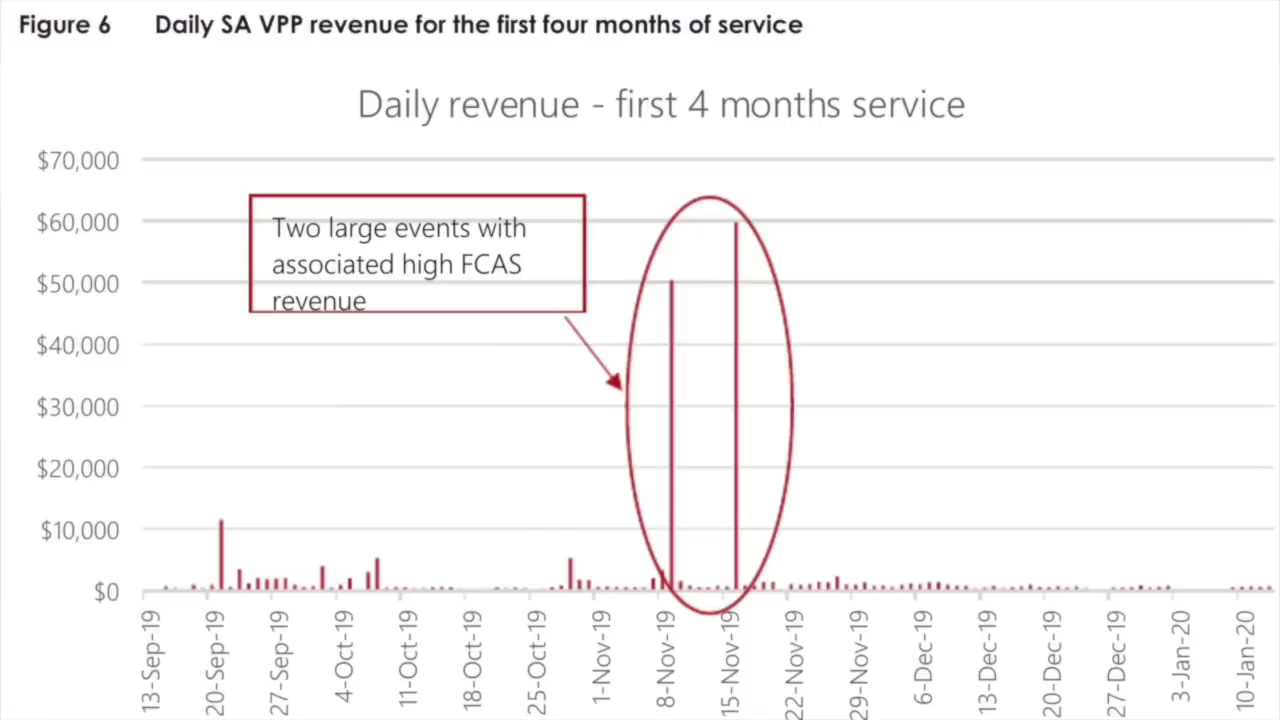 Figure 6 Daily SA VPP revenue for the first four months of service
Daily revenue - first 4 months service
$70,000
$60,000
$50,000
$40,000
$30,000
$20,000
$10,000
$0
Two large events with
associated high FCAS
revenue
13-Sep-19
20-Sep-19
27-Sep-19
4-Oct-19
11-Oct-19
18-Oct-19
25-Oct-19
1-Nov-19
8-Nov-19
15-Nov-19
22-Nov-19
29-Nov-19
6-Dec-19
13-Dec-19
20-Dec-19
27-Dec-19
3-Jan-20
10-Jan-20